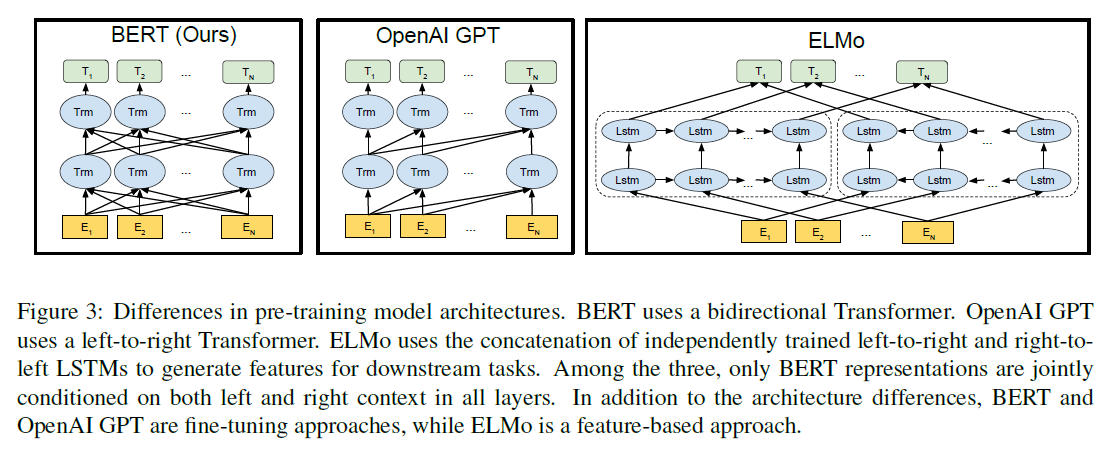 BERT (Ours)
T1 T2 ... TN
Trm Trm ... Trm
Trm Trm ... Trm
E1 E2 ... EN
OpenAI GPT
T1 T2 ... TN
Trm Trm ... Trm
Trm Trm ... Trm
E1 E2 ... EN
ELMo
T1 T2 ... TN
Lstm Lstm ... Lstm Lstm Lstm ... Lstm
Lstm Lstm ... Lstm Lstm Lstm ... Lstm
E1 E2 ... EN
Figure 3: Differences in pre-training model architectures. BERT uses a bidirectional Transformer. OpenAI GPT
uses a left-to-right Transformer. ELMo uses the concatenation of independently trained left-to-right and right-to-
left LSTMs to generate features for downstream tasks. Among the three, only BERT representations are jointly
conditioned on both left and right context in all layers. In addition to the architecture differences, BERT and
OpenAI GPT are fine-tuning approaches, while ELMo is a feature-based approach.